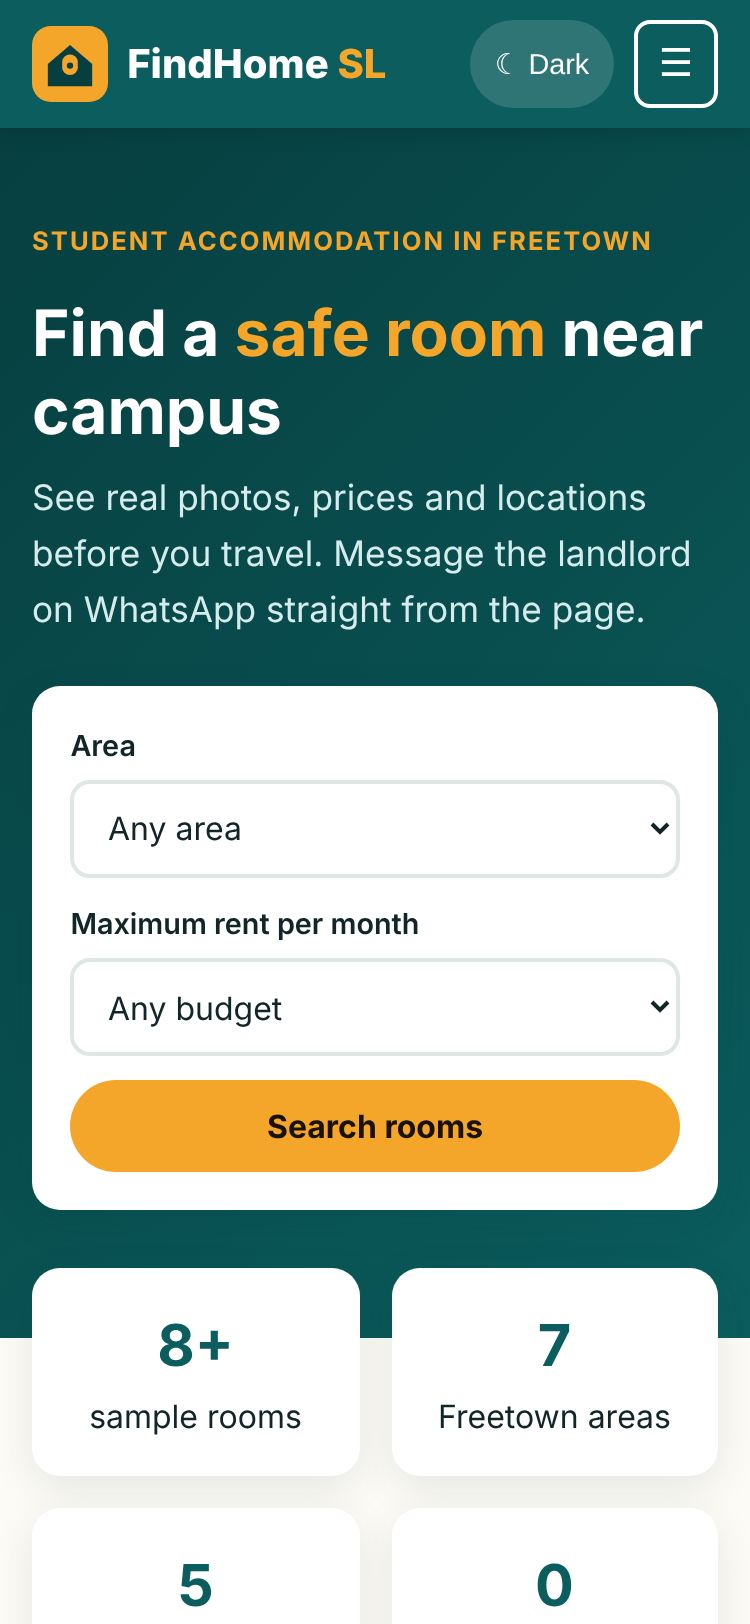 FindHome SL
☾ Dark
☰
STUDENT ACCOMMODATION IN FREETOWN
Find a safe room near
campus
See real photos, prices and locations
before you travel. Message the landlord
on WhatsApp straight from the page.
Area
Any area
Maximum rent per month
Any budget
Search rooms
8+
sample rooms
7
Freetown areas
5
0